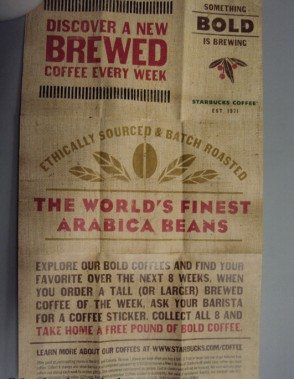 DISCOVER A NEW
BREWED
COFFEE EVERY WEEK
SOMETHING
BOLD
IS BREWING
STARBUCKS COFFEE
EST. 1971
ETHICALLY SOURCED & BATCH ROASTED
THE WORLD'S FINEST
ARABICA BEANS
EXPLORE OUR BOLD COFFEES AND FIND YOUR
FAVORITE OVER THE NEXT 8 WEEKS. WHEN
YOU ORDER A TALL (OR LARGER) BREWED
COFFEE OF THE WEEK, ASK YOUR BARISTA
FOR A COFFEE STICKER. COLLECT ALL 8 AND
TAKE HOME A FREE POUND OF BOLD COFFEE.
LEARN MORE ABOUT OUR COFFEES AT WWW.STARBUCKS.COM/COFFEE